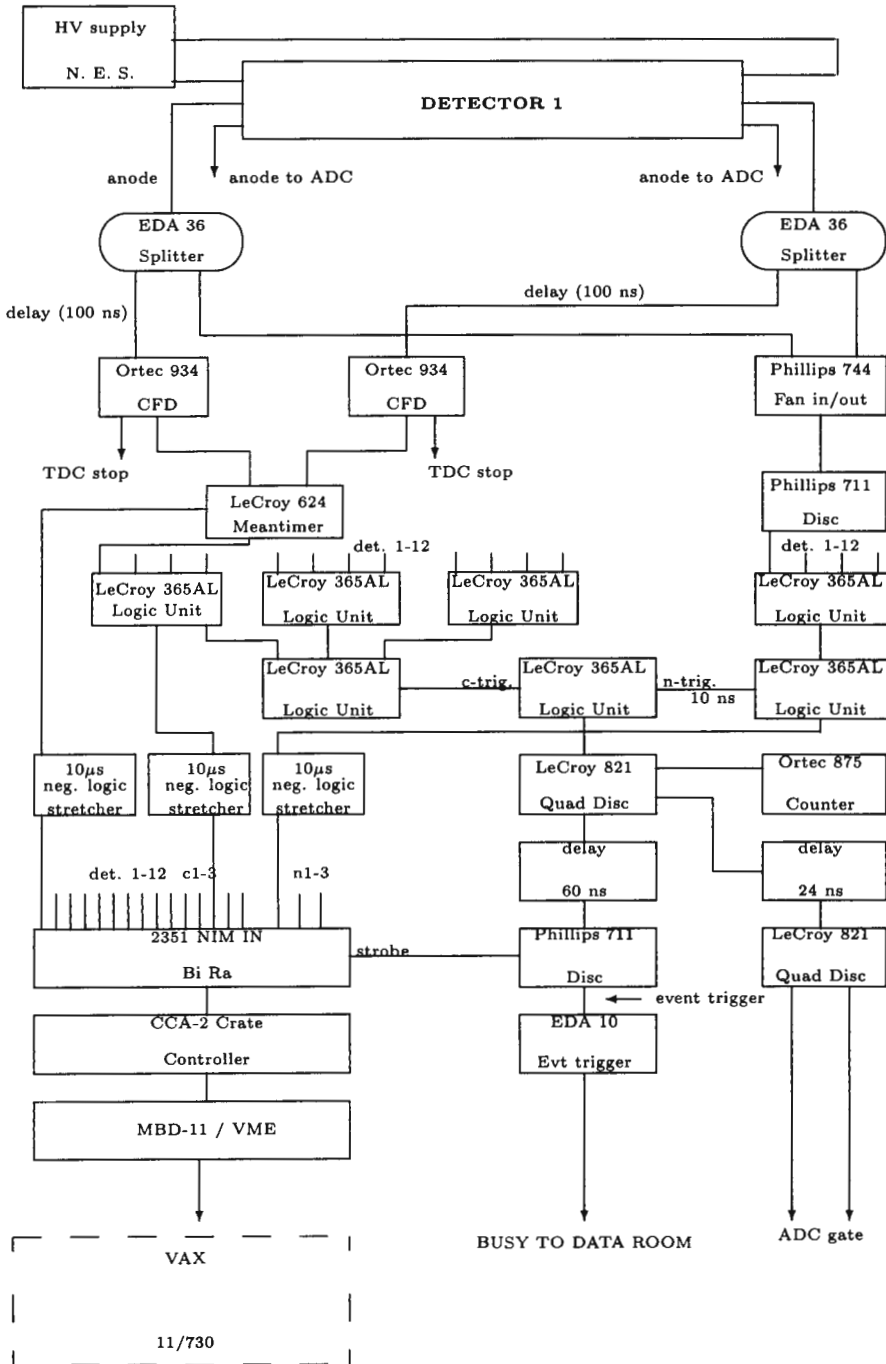 HV supply
N. E. S.
DETECTOR 1
anode
anode to ADC
anode to ADC
EDA 36
Splitter
EDA 36
Splitter
delay (100 ns)
delay (100 ns)
Ortec 934
CFD
Ortec 934
CFD
Phillips 744
Fan in/out
TDC stop
TDC stop
LeCroy 624
Meantimer
Phillips 711
Disc
det. 1-12
det. 1-12
LeCroy 365AL
Logic Unit
LeCroy 365AL
Logic Unit
LeCroy 365AL
Logic Unit
LeCroy 365AL
Logic Unit
LeCroy 365AL
Logic Unit
c-trig.
LeCroy 365AL
Logic Unit
n-trig.
10 ns
LeCroy 365AL
Logic Unit
10μs
neg. logic
stretcher
10μs
neg. logic
stretcher
10μs
neg. logic
stretcher
LeCroy 821
Quad Disc
Ortec 875
Counter
det. 1-12 c1-3
n1-3
delay
60 ns
delay
24 ns
2351 NIM IN
Bi Ra
strobe
Phillips 711
Disc
LeCroy 821
Quad Disc
event trigger
CCA-2 Crate
Controller
EDA 10
Evt trigger
MBD-11 / VME
VAX
11/730
BUSY TO DATA ROOM
ADC gate